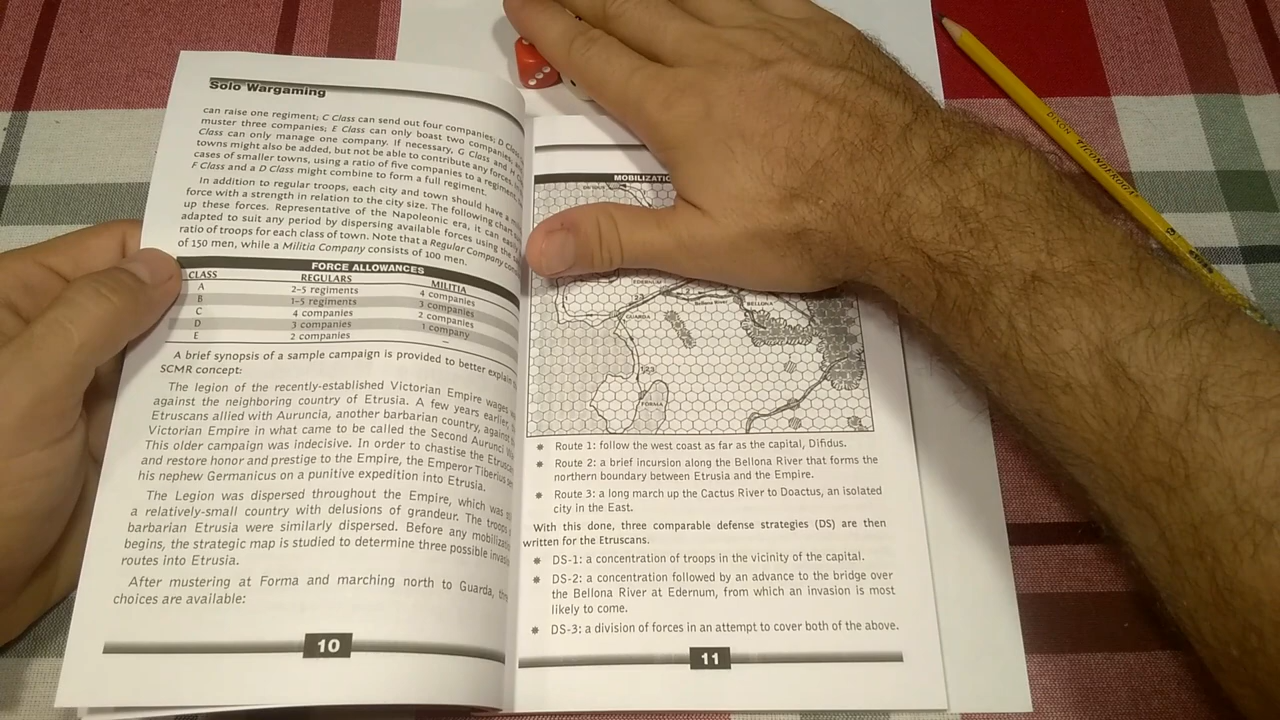 Solo Wargaming
can raise one regiment; C Class can send out four companies; D
muster three companies; E Class can only boast two companies;
Class can only manage one company. If necessary, G Class and
towns might also be added, but not be able to contribute any forces.
cases of smaller towns, using a ratio of five companies to a regiment,
F Class and a D Class might combine to form a full regiment.
In addition to regular troops, each city and town should have a
force with a strength in relation to the city size. The following
up these forces. Representative of the Napoleonic era, it can
adapted to suit any period by dispersing available forces using the
ratio of troops for each class of town. Note that a Regular Company
of 150 men, while a Militia Company consists of 100 men.
FORCE ALLOWANCES
CLASS REGULARS MILITIA
A 2–5 regiments 4 companies
B 1–5 regiments 3 companies
C 4 companies 2 companies
D 3 companies 1 company
E 2 companies –
A brief synopsis of a sample campaign is provided to better explain
SCMR concept:
The legion of the recently-established Victorian Empire wages
against the neighboring country of Etrusia. A few years earlier,
Etruscans allied with Auruncia, another barbarian country, against
Victorian Empire in what came to be called the Second Aurunci
This older campaign was indecisive. In order to chastise the
and restore honor and prestige to the Empire, the Emperor Tiberius
his nephew Germanicus on a punitive expedition into Etrusia.
The Legion was dispersed throughout the Empire, which was
a relatively-small country with delusions of grandeur. The troops
barbarian Etrusia were similarly dispersed. Before any
begins, the strategic map is studied to determine three possible
routes into Etrusia.
After mustering at Forma and marching north to Guarda,
choices are available:
10
EDERNUM
Bellona River
BELLONA
GUARDA
123
FORMA
✸ Route 1: follow the west coast as far as the capital, Difidus.
✸ Route 2: a brief incursion along the Bellona River that forms the
northern boundary between Etrusia and the Empire.
✸ Route 3: a long march up the Cactus River to Doactus, an isolated
city in the East.
With this done, three comparable defense strategies (DS) are then
written for the Etruscans.
✸ DS-1: a concentration of troops in the vicinity of the capital.
✸ DS-2: a concentration followed by an advance to the bridge over
the Bellona River at Edernum, from which an invasion is most
likely to come.
✸ DS-3: a division of forces in an attempt to cover both of the above.
11
DIXON TICONDEROGA